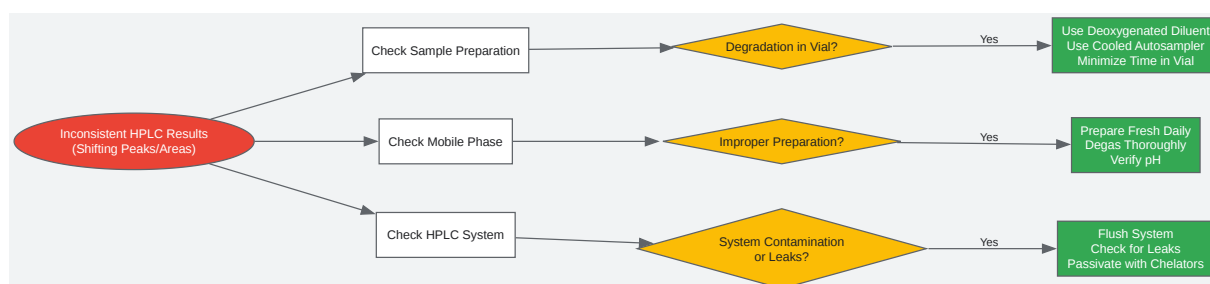 Check Sample Preparation
Degradation in Vial?
Yes
Use Deoxygenated Diluent
Use Cooled Autosampler
Minimize Time in Vial
Inconsistent HPLC Results
(Shifting Peaks/Areas)
Check Mobile Phase
Improper Preparation?
Yes
Prepare Fresh Daily
Degas Thoroughly
Verify pH
Check HPLC System
System Contamination
or Leaks?
Yes
Flush System
Check for Leaks
Passivate with Chelators